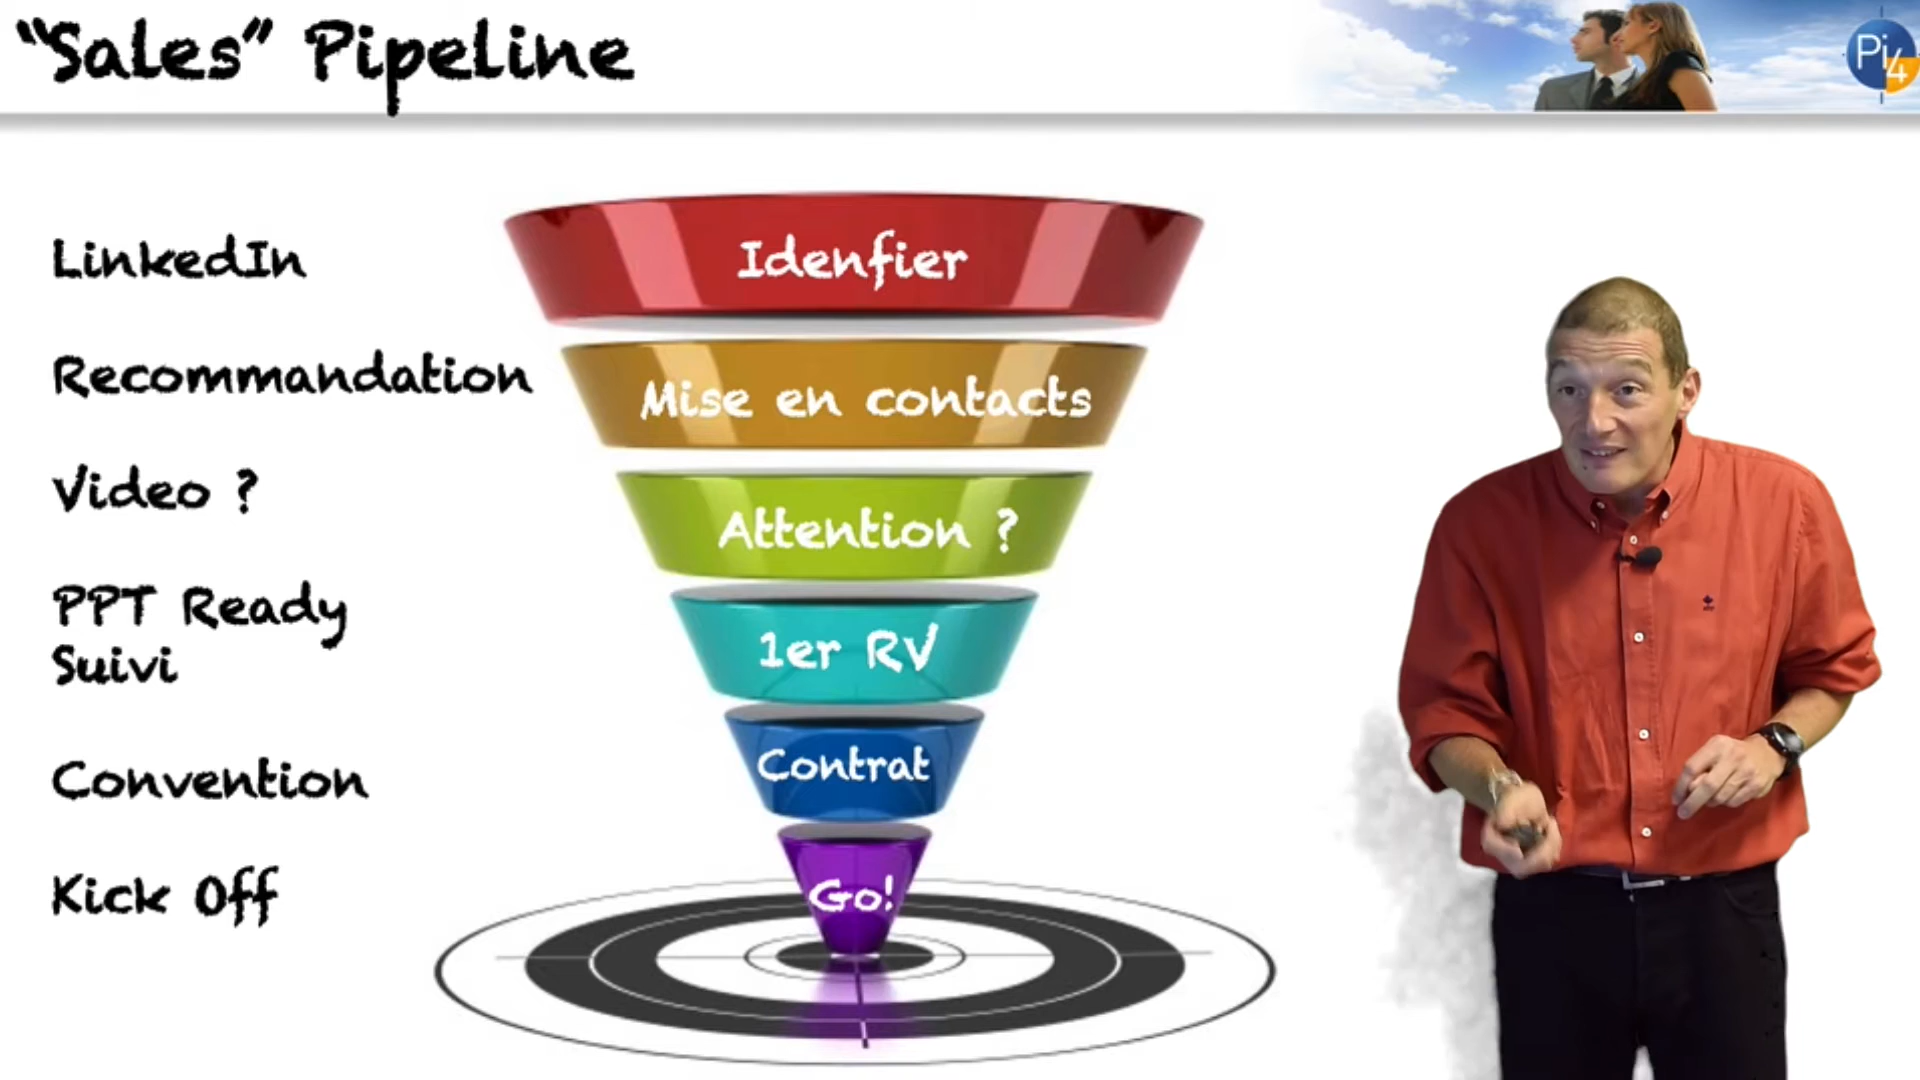 “Sales” Pipeline
Pi4
LinkedIn
Idenfier
Recommandation
Mise en contacts
Video ?
Attention ?
PPT Ready
Suivi
1er RV
Convention
Contrat
Kick Off
Go!